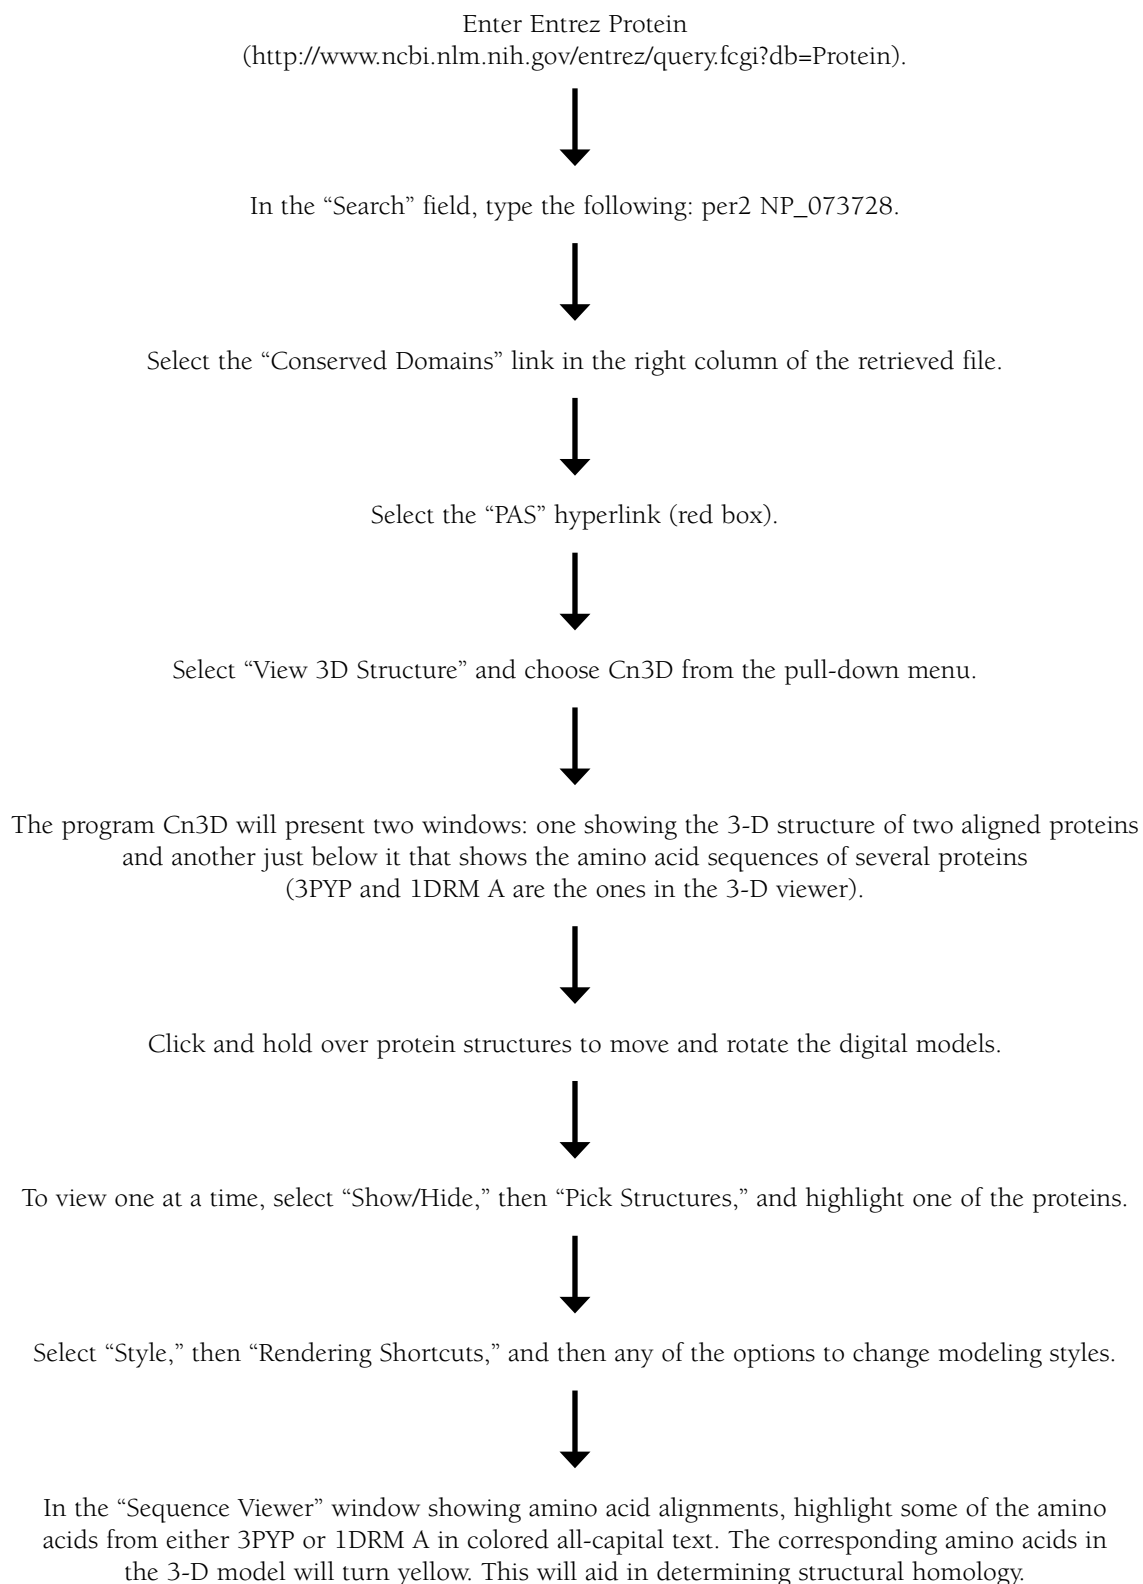 Enter Entrez Protein
(http://www.ncbi.nlm.nih.gov/entrez/query.fcgi?db=Protein).
In the “Search” field, type the following: per2 NP_073728.
Select the “Conserved Domains” link in the right column of the retrieved file.
Select the “PAS” hyperlink (red box).
Select “View 3D Structure” and choose Cn3D from the pull-down menu.
The program Cn3D will present two windows: one showing the 3-D structure of two aligned proteins
and another just below it that shows the amino acid sequences of several proteins
(3PYP and 1DRM A are the ones in the 3-D viewer).
Click and hold over protein structures to move and rotate the digital models.
To view one at a time, select “Show/Hide,” then “Pick Structures,” and highlight one of the proteins.
Select “Style,” then “Rendering Shortcuts,” and then any of the options to change modeling styles.
In the “Sequence Viewer” window showing amino acid alignments, highlight some of the amino
acids from either 3PYP or 1DRM A in colored all-capital text. The corresponding amino acids in
the 3-D model will turn yellow. This will aid in determining structural homology.